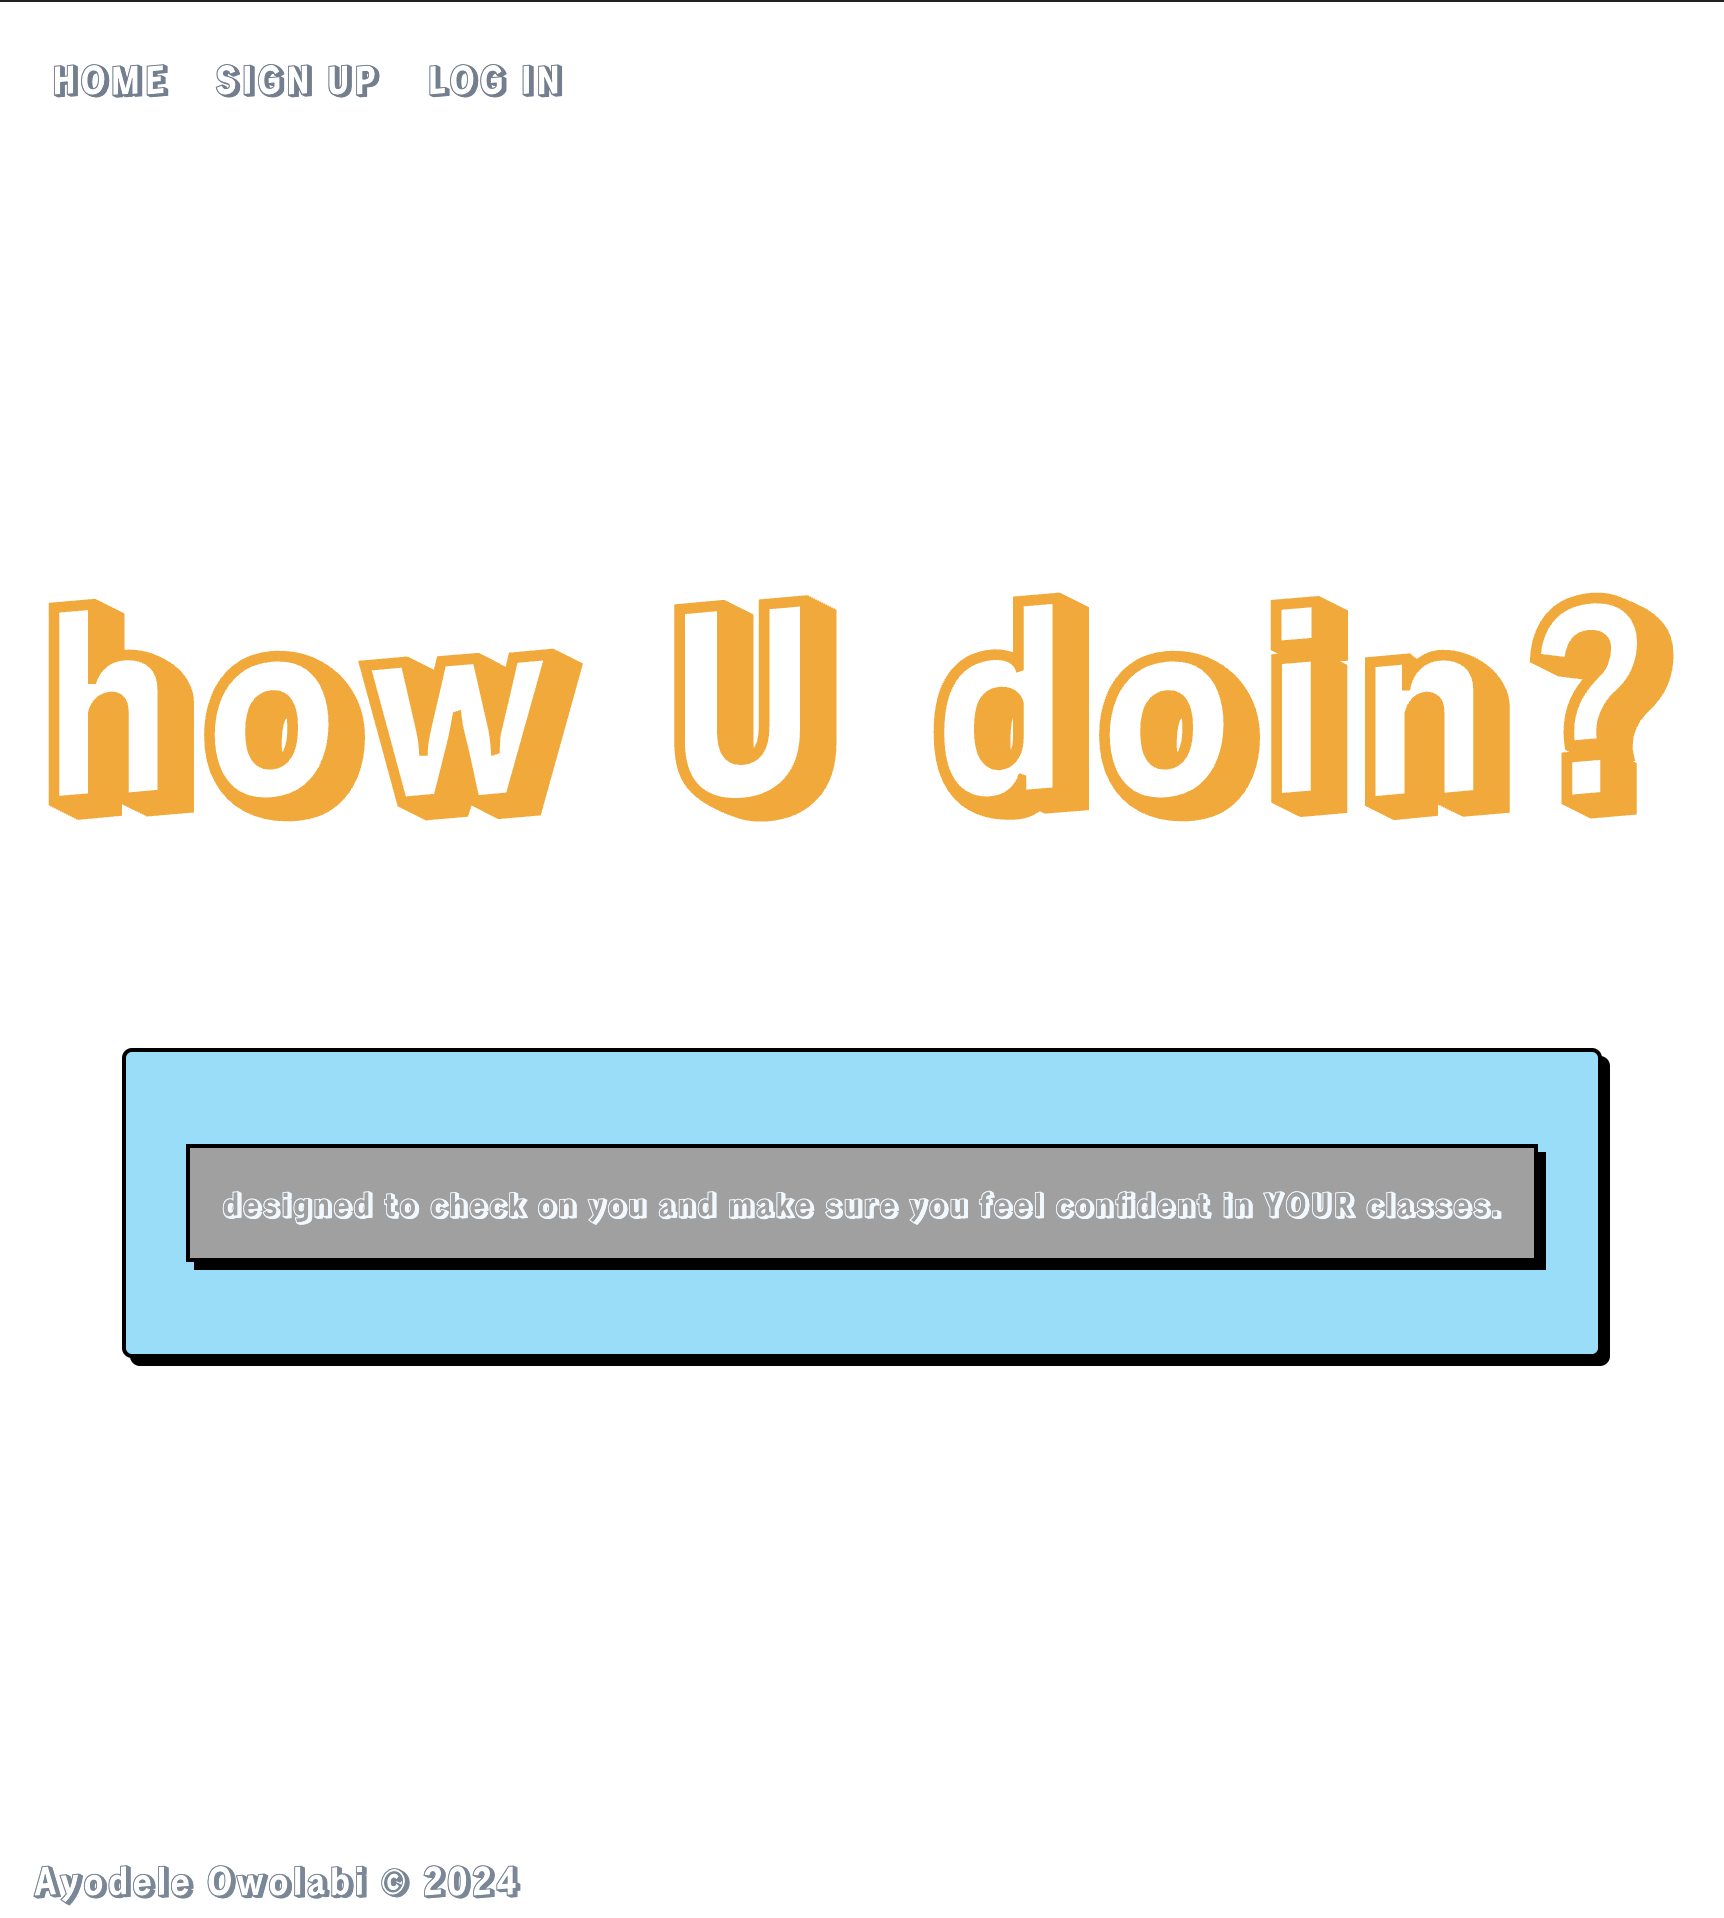 HOME SIGN UP LOG IN
how U doin?
designed to check on you and make sure you feel confident in YOUR classes.
Ayodele Owolabi © 2024